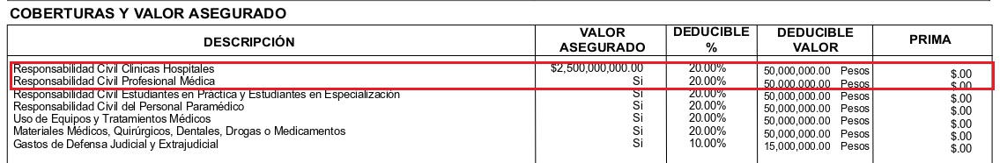 COBERTURAS Y VALOR ASEGURADO
DESCRIPCIÓN VALOR ASEGURADO DEDUCIBLE % DEDUCIBLE VALOR PRIMA
Responsabilidad Civil Clínicas Hospitales $2,500,000,000.00 20.00% 50,000,000.00 Pesos $.00
Responsabilidad Civil Profesional Médica Si 20.00% 50,000,000.00 Pesos $.00
Responsabilidad Civil Estudiantes en Práctica y Estudiantes en Especialización Si 20.00% 50,000,000.00 Pesos $.00
Responsabilidad Civil del Personal Paramédico Si 20.00% 50,000,000.00 Pesos $.00
Uso de Equipos y Tratamientos Médicos Si 20.00% 50,000,000.00 Pesos $.00
Materiales Médicos, Quirúrgicos, Dentales, Drogas o Medicamentos Si 20.00% 50,000,000.00 Pesos $.00
Gastos de Defensa Judicial y Extrajudicial Si 10.00% 15,000,000.00 Pesos $.00